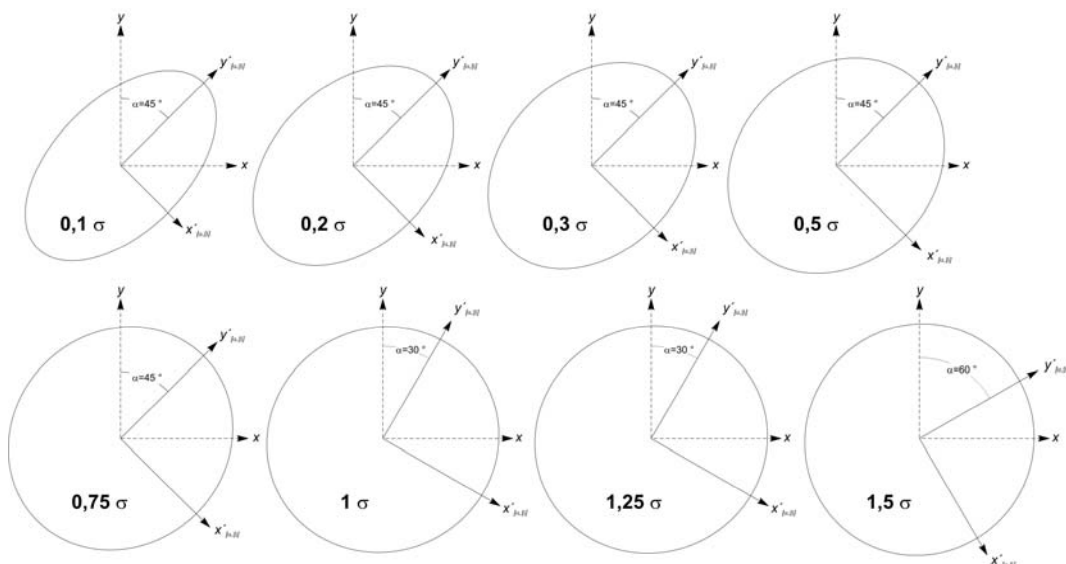 y
y'[α,β]
α=45 °
x
0,1 σ
x'[α,β]
y
y'[α,β]
α=45 °
x
0,2 σ
x'[α,β]
y
y'[α,β]
α=45 °
x
0,3 σ
x'[α,β]
y
y'[α,β]
α=45 °
x
0,5 σ
x'[α,β]
y
y'[α,β]
α=45 °
x
0,75 σ
x'[α,β]
y
y'[α,β]
α=30 °
x
1 σ
x'[α,β]
y
y'[α,β]
α=30 °
x
1,25 σ
x'[α,β]
y
α=60 °
y'[α,β]
x
1,5 σ
x'[α,β]